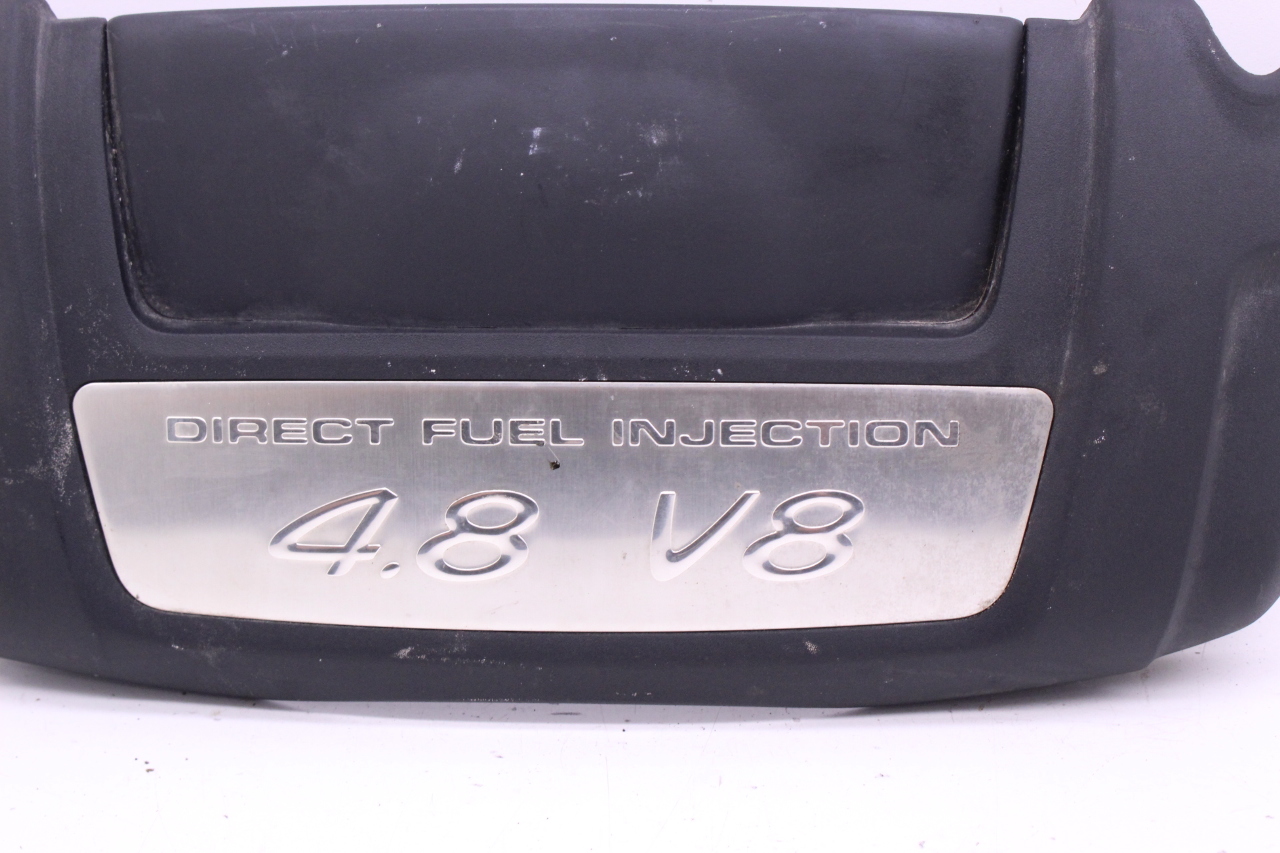 DIRECT FUEL INJECTION
4.8 V8